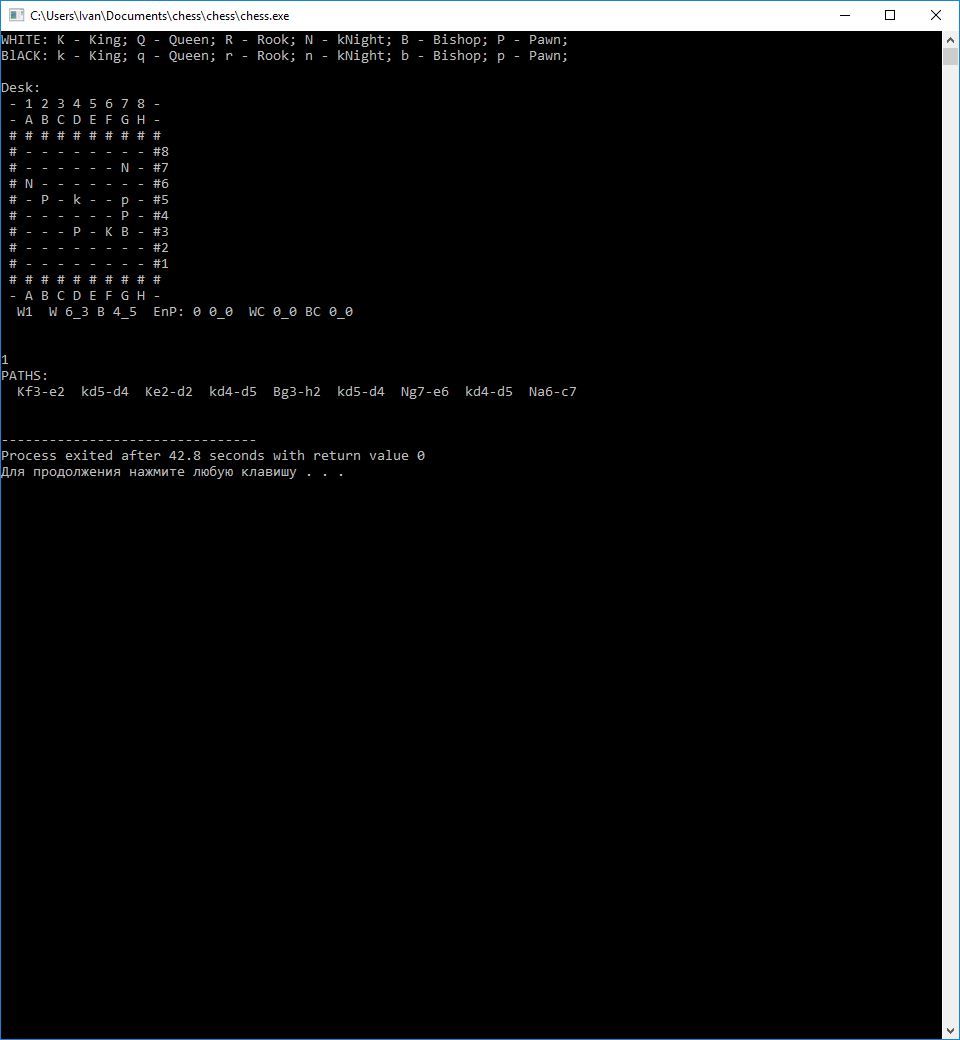 C:\Users\Ivan\Documents\chess\chess\chess.exe
WHITE: K - King; Q - Queen; R - Rook; N - kNight; B - Bishop; P - Pawn;
BlACK: k - King; q - Queen; r - Rook; n - kNight; b - Bishop; p - Pawn;
Desk:
- 1 2 3 4 5 6 7 8 -
- A B C D E F G H -
# # # # # # # # # #
# - - - - - - - - #8
# - - - - - - N - #7
# N - - - - - - - #6
# - P - k - - p - #5
# - - - - - - P - #4
# - - - P - K B - #3
# - - - - - - - - #2
# - - - - - - - - #1
# # # # # # # # # #
- A B C D E F G H -
W1  W 6_3 B 4_5  EnP: 0 0_0  WC 0_0 BC 0_0
1
PATHS:
Kf3-e2  kd5-d4  Ke2-d2  kd4-d5  Bg3-h2  kd5-d4  Ng7-e6  kd4-d5  Na6-c7
--------------------------------
Process exited after 42.8 seconds with return value 0
Для продолжения нажмите любую клавишу . . .